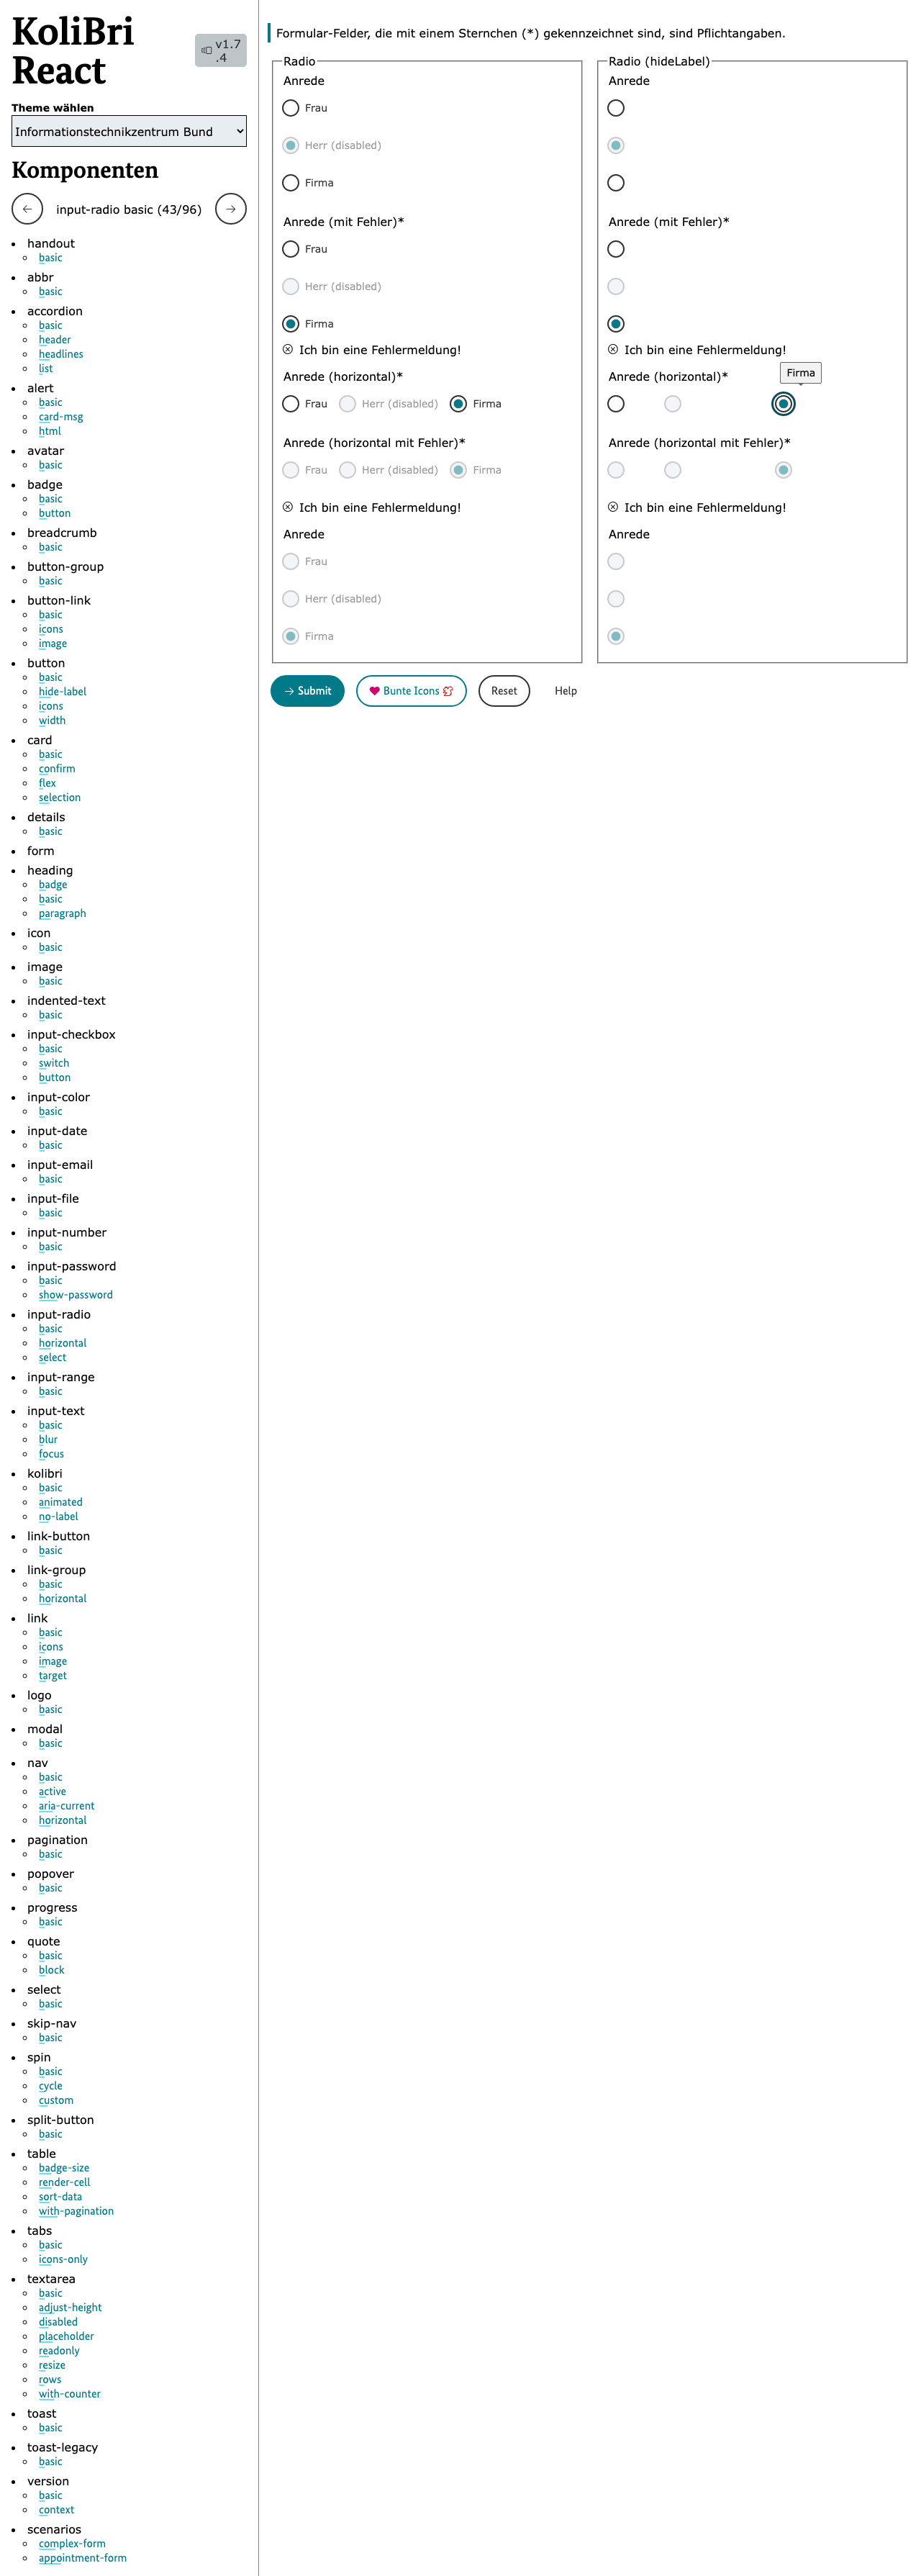 KoliBri
React
v1.7
.4
Theme wählen
Informationstechnikzentrum Bund
Komponenten
← input-radio basic (43/96) →
handout
basic
abbr
basic
accordion
basic
header
headlines
list
alert
basic
card-msg
html
avatar
basic
badge
basic
button
breadcrumb
basic
button-group
basic
button-link
basic
icons
image
button
basic
hide-label
icons
width
card
basic
confirm
flex
selection
details
basic
form
heading
badge
basic
paragraph
icon
basic
image
basic
indented-text
basic
input-checkbox
basic
switch
button
input-color
basic
input-date
basic
input-email
basic
input-file
basic
input-number
basic
input-password
basic
show-password
input-radio
basic
horizontal
select
input-range
basic
input-text
basic
blur
focus
kolibri
basic
animated
no-label
link-button
basic
link-group
basic
horizontal
link
basic
icons
image
target
logo
basic
modal
basic
nav
basic
active
aria-current
horizontal
pagination
basic
popover
basic
progress
basic
quote
basic
block
select
basic
skip-nav
basic
spin
basic
cycle
custom
split-button
basic
table
badge-size
render-cell
sort-data
with-pagination
tabs
basic
icons-only
textarea
basic
adjust-height
disabled
placeholder
readonly
resize
rows
with-counter
toast
basic
toast-legacy
basic
version
basic
context
scenarios
complex-form
appointment-form
Formular-Felder, die mit einem Sternchen (*) gekennzeichnet sind, sind Pflichtangaben.
Radio
Anrede
Frau
Herr (disabled)
Firma
Anrede (mit Fehler)*
Frau
Herr (disabled)
Firma
Ich bin eine Fehlermeldung!
Anrede (horizontal)*
Frau Herr (disabled) Firma
Anrede (horizontal mit Fehler)*
Frau Herr (disabled) Firma
Ich bin eine Fehlermeldung!
Anrede
Frau
Herr (disabled)
Firma
Radio (hideLabel)
Anrede
Anrede (mit Fehler)*
Ich bin eine Fehlermeldung!
Anrede (horizontal)*
Firma
Anrede (horizontal mit Fehler)*
Ich bin eine Fehlermeldung!
Anrede
→ Submit Bunte Icons Reset Help